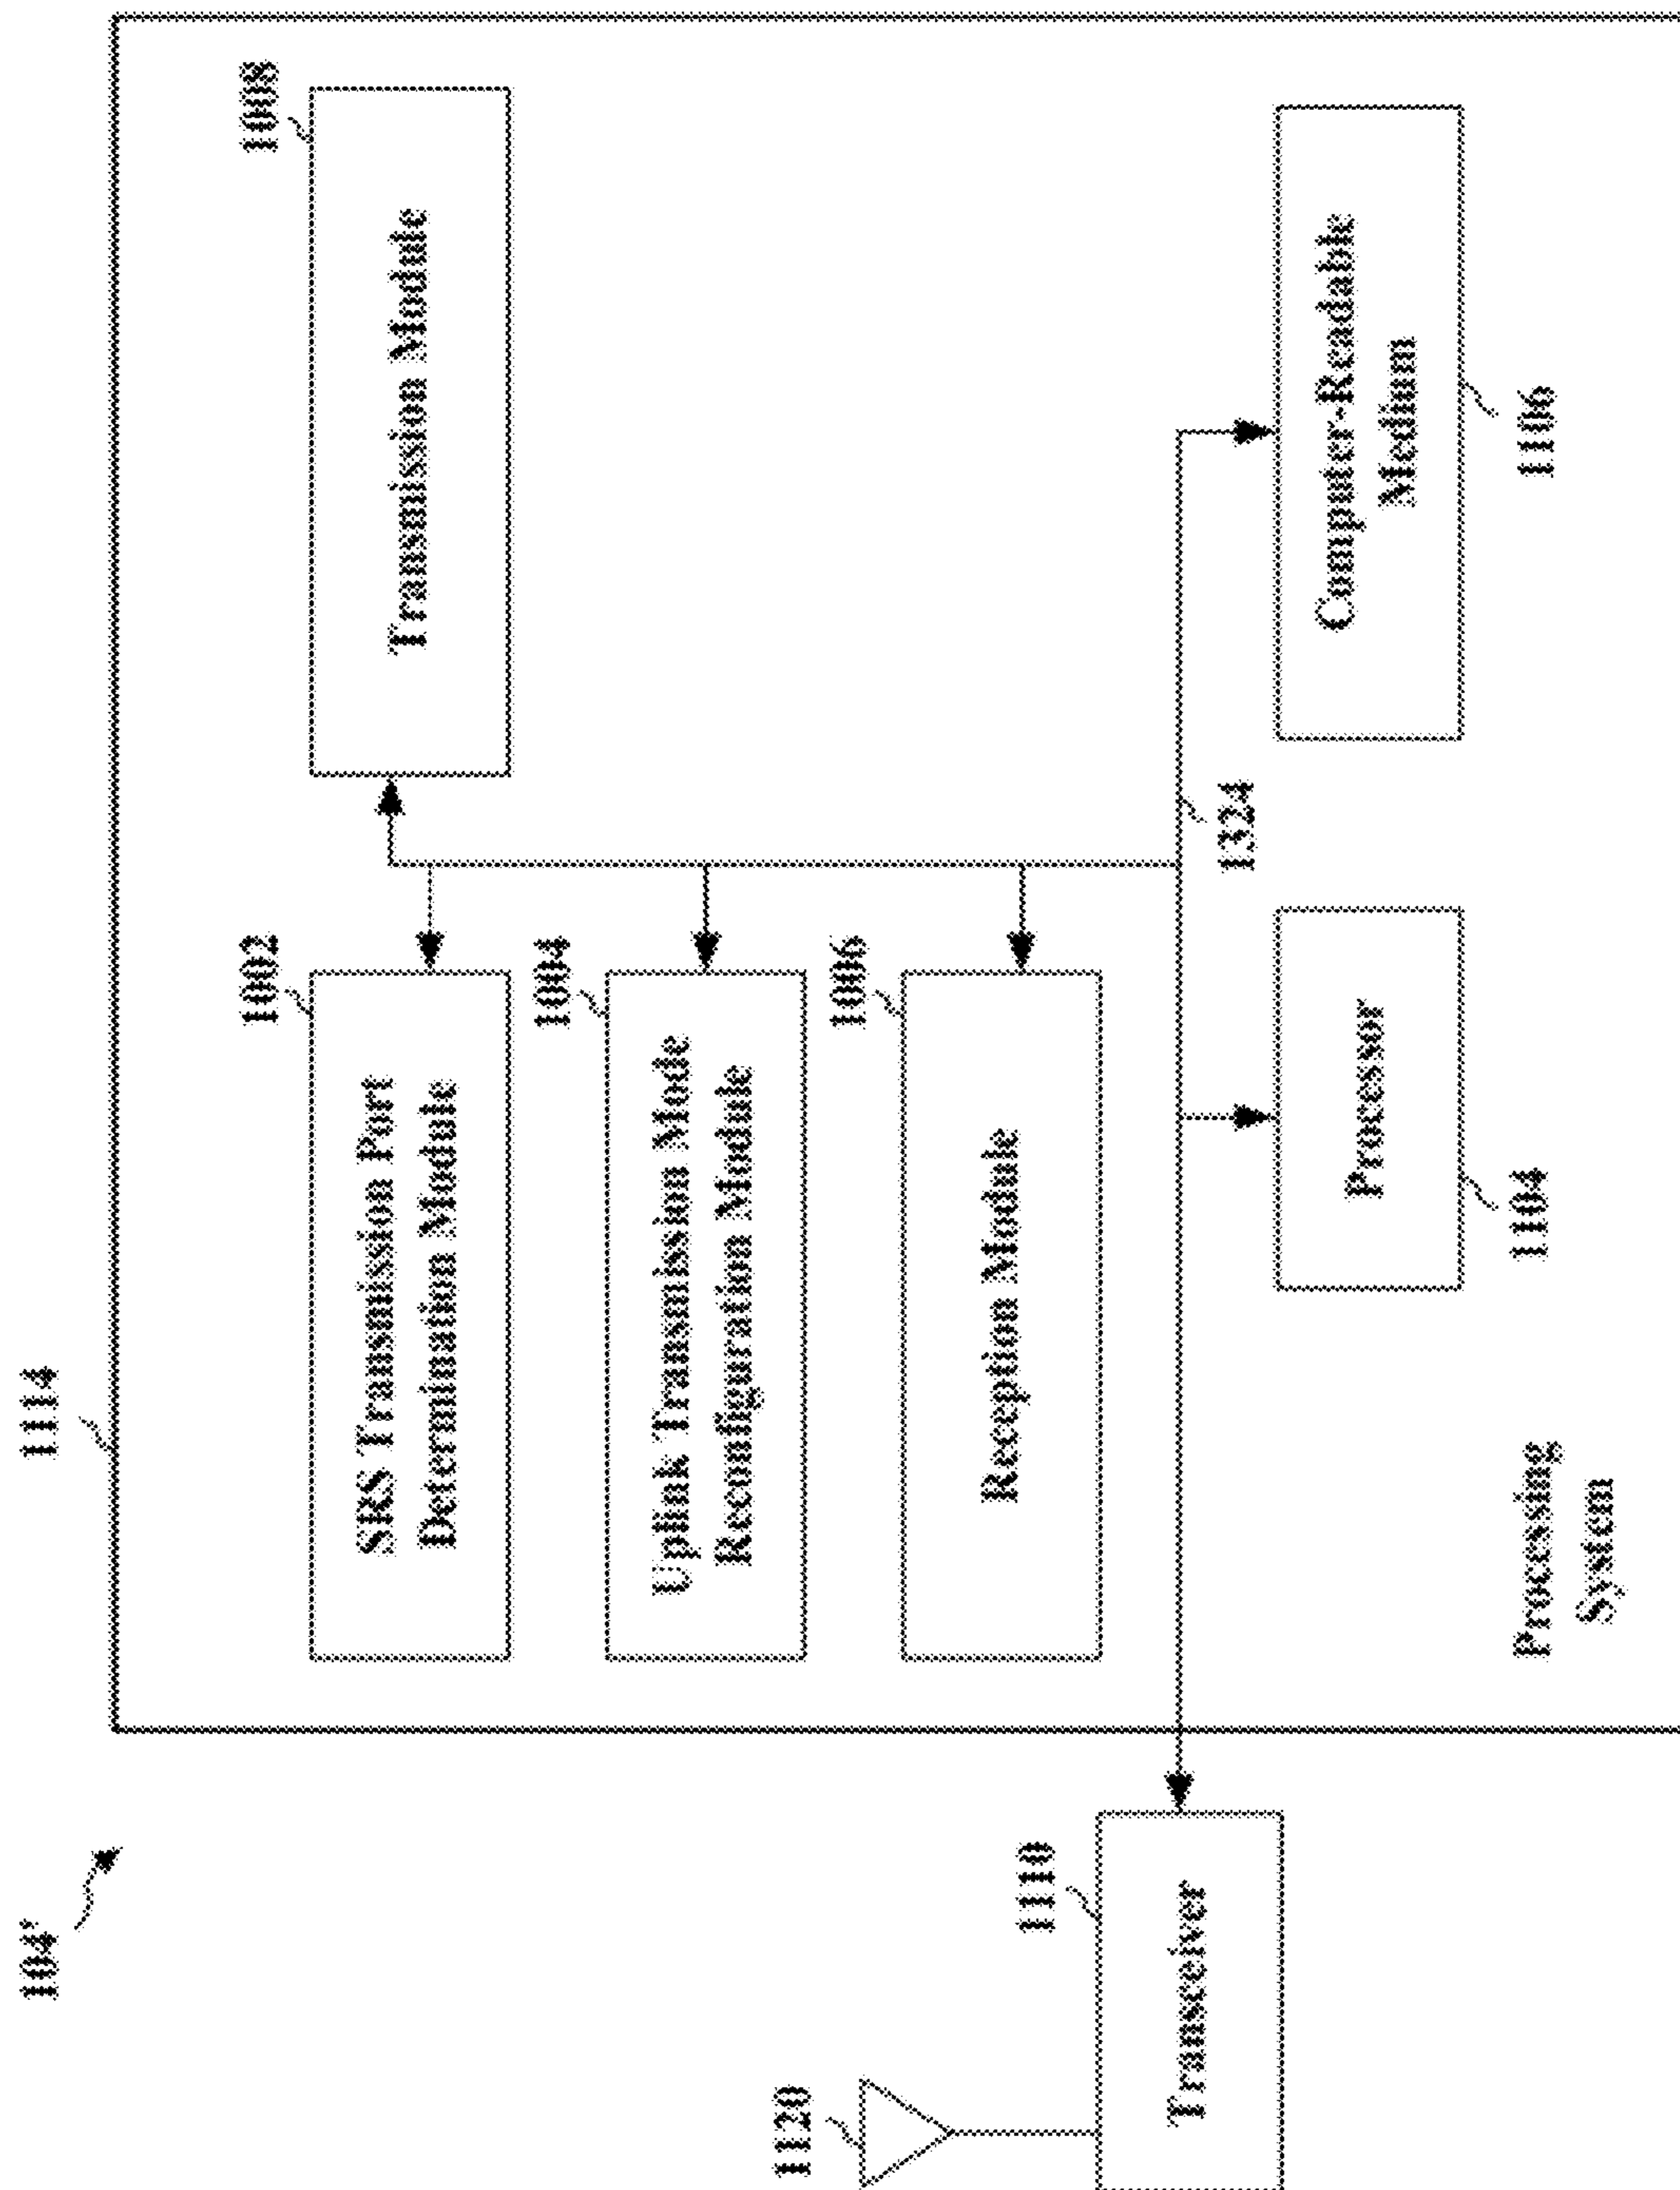 104'
1114
1002
SRS Transmission Port
Determination Module
1008
Transmission Module
1004
Uplink Transmission Mode
Reconfiguration Module
1006
Reception Module
1120
1110
Transceiver
1324
Processor
1104
Computer-Readable
Medium
1106
Processing
System